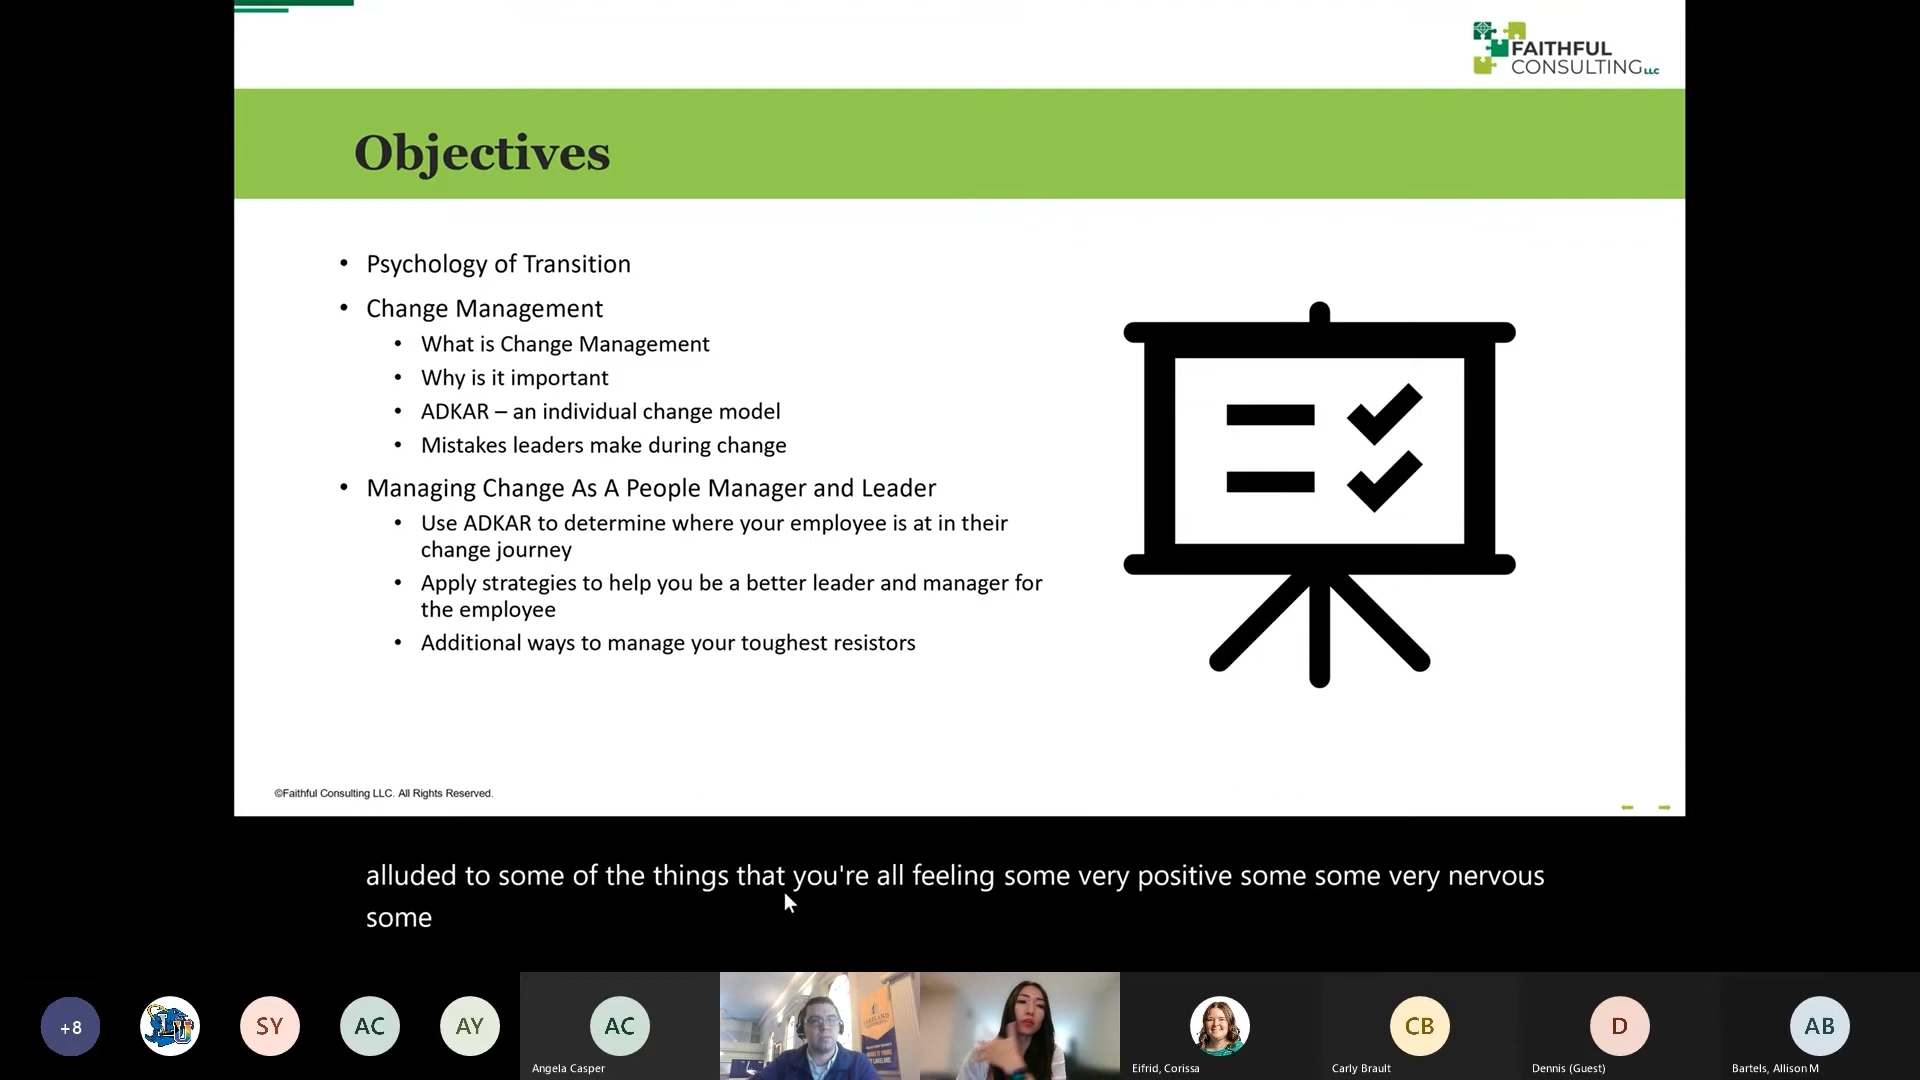 FAITHFUL
CONSULTING LLC
Objectives
• Psychology of Transition
• Change Management
• What is Change Management
• Why is it important
• ADKAR – an individual change model
• Mistakes leaders make during change
• Managing Change As A People Manager and Leader
• Use ADKAR to determine where your employee is at in their
change journey
• Apply strategies to help you be a better leader and manager for
the employee
• Additional ways to manage your toughest resistors
©Faithful Consulting LLC. All Rights Reserved.
alluded to some of the things that you're all feeling some very positive some some very nervous
some
+8
LU
SY
AC
AY
AC
Angela Casper
LAKELAND
Eifrid, Corissa
CB
Carly Brault
D
Dennis (Guest)
AB
Bartels, Allison M